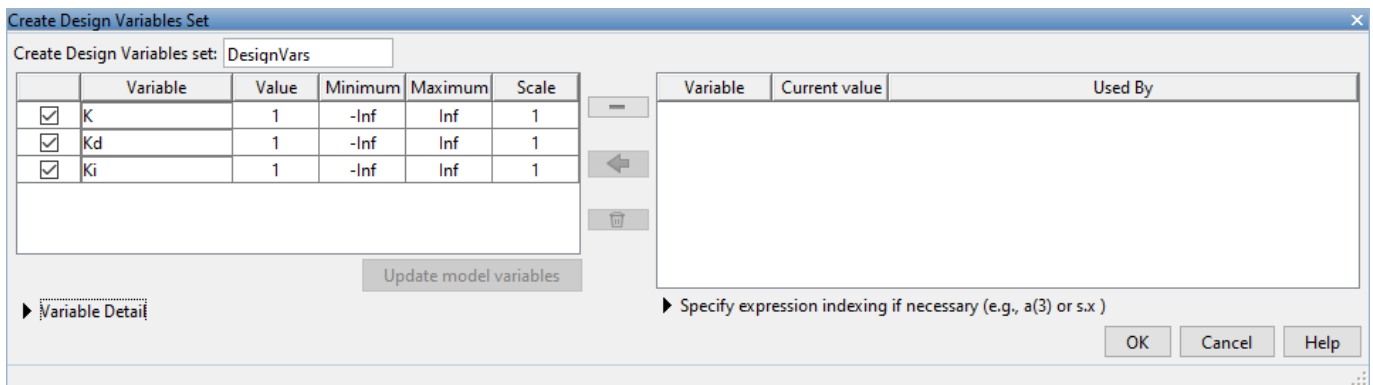 Create Design Variables Set
Create Design Variables set: DesignVars
Variable Value Minimum Maximum Scale
K 1 -Inf Inf 1
Kd 1 -Inf Inf 1
Ki 1 -Inf Inf 1
Update model variables
Variable Detail
Variable Current value Used By
Specify expression indexing if necessary (e.g., a(3) or s.x )
OK Cancel Help